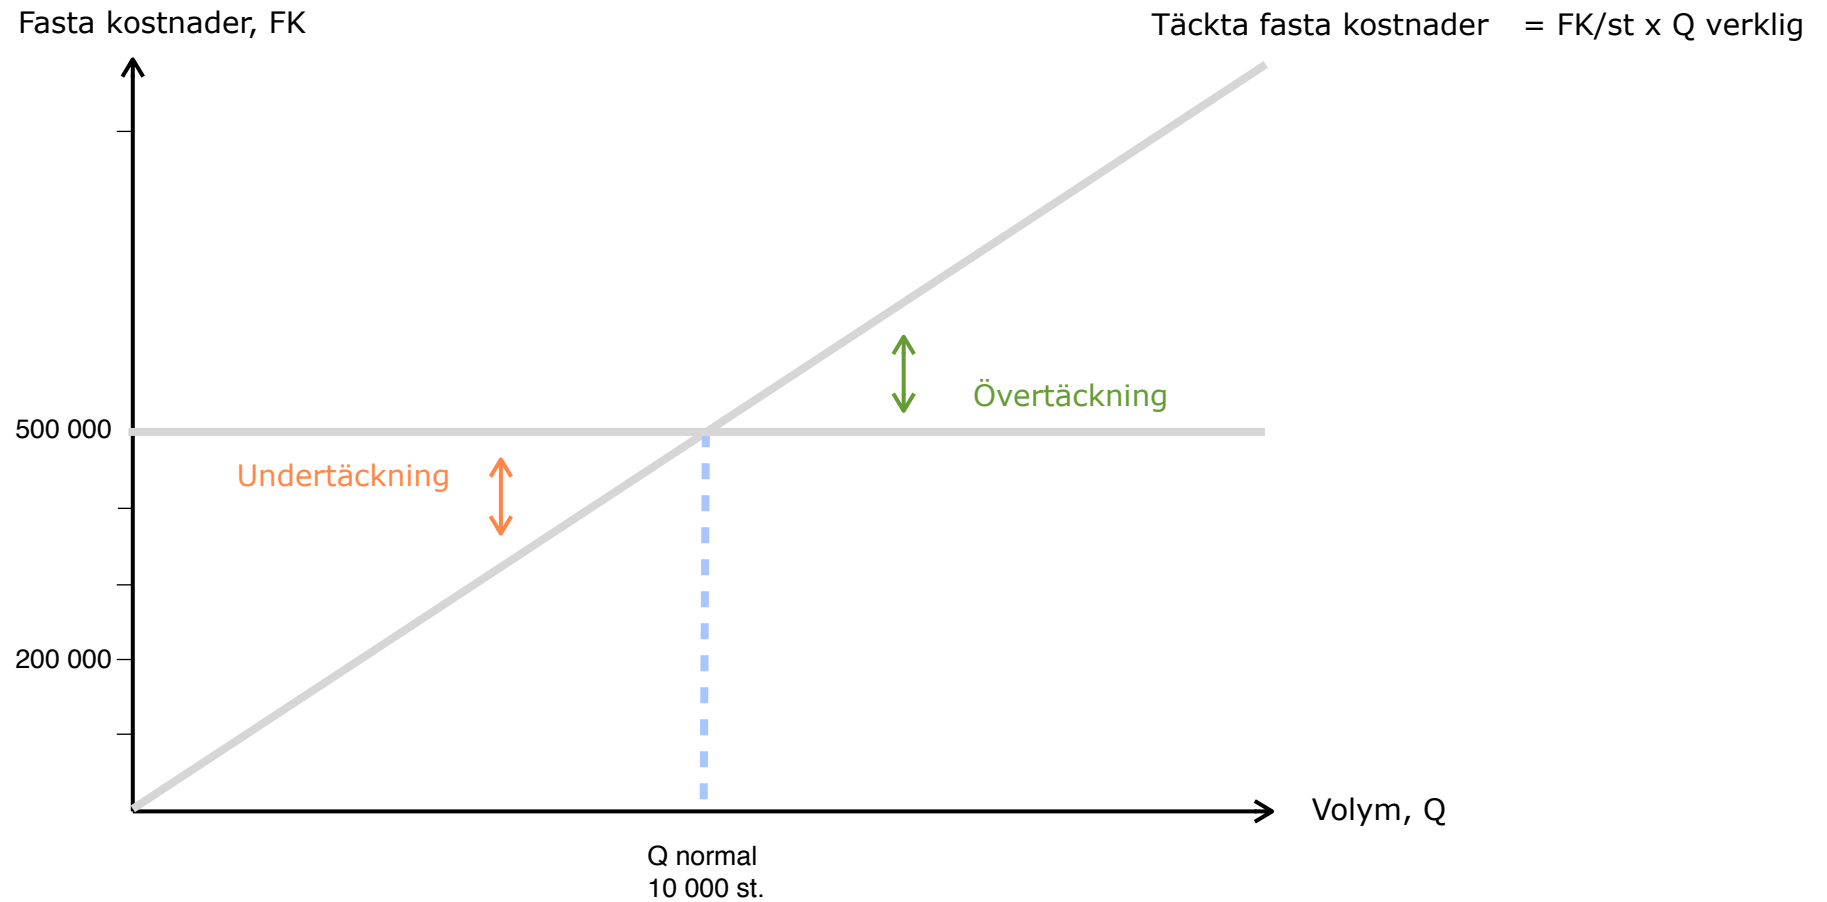 Fasta kostnader, FK
Täckta fasta kostnader = FK/st x Q verklig
Övertäckning
500 000
Undertäckning
200 000
Volym, Q
Q normal
10 000 st.